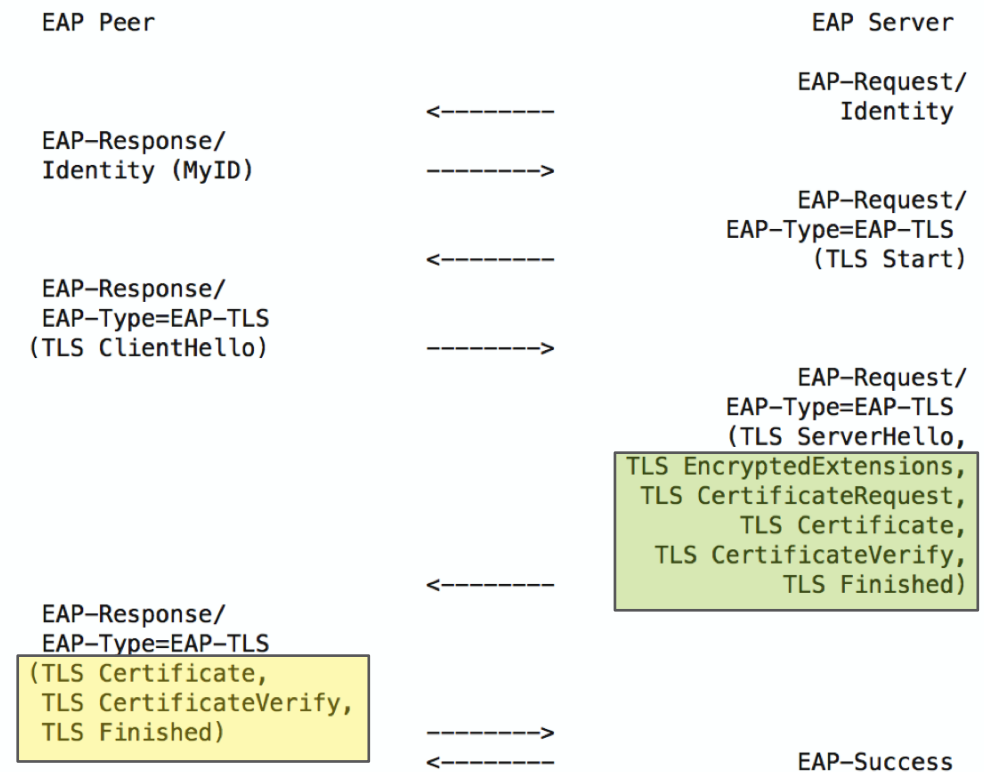 EAP Peer EAP Server
EAP-Request/
<-------- Identity
EAP-Response/
Identity (MyID) -------->
EAP-Request/
EAP-Type=EAP-TLS
<-------- (TLS Start)
EAP-Response/
EAP-Type=EAP-TLS
(TLS ClientHello) -------->
EAP-Request/
EAP-Type=EAP-TLS
(TLS ServerHello,
TLS EncryptedExtensions,
TLS CertificateRequest,
TLS Certificate,
TLS CertificateVerify,
<-------- TLS Finished)
EAP-Response/
EAP-Type=EAP-TLS
(TLS Certificate,
TLS CertificateVerify,
TLS Finished) -------->
<-------- EAP-Success